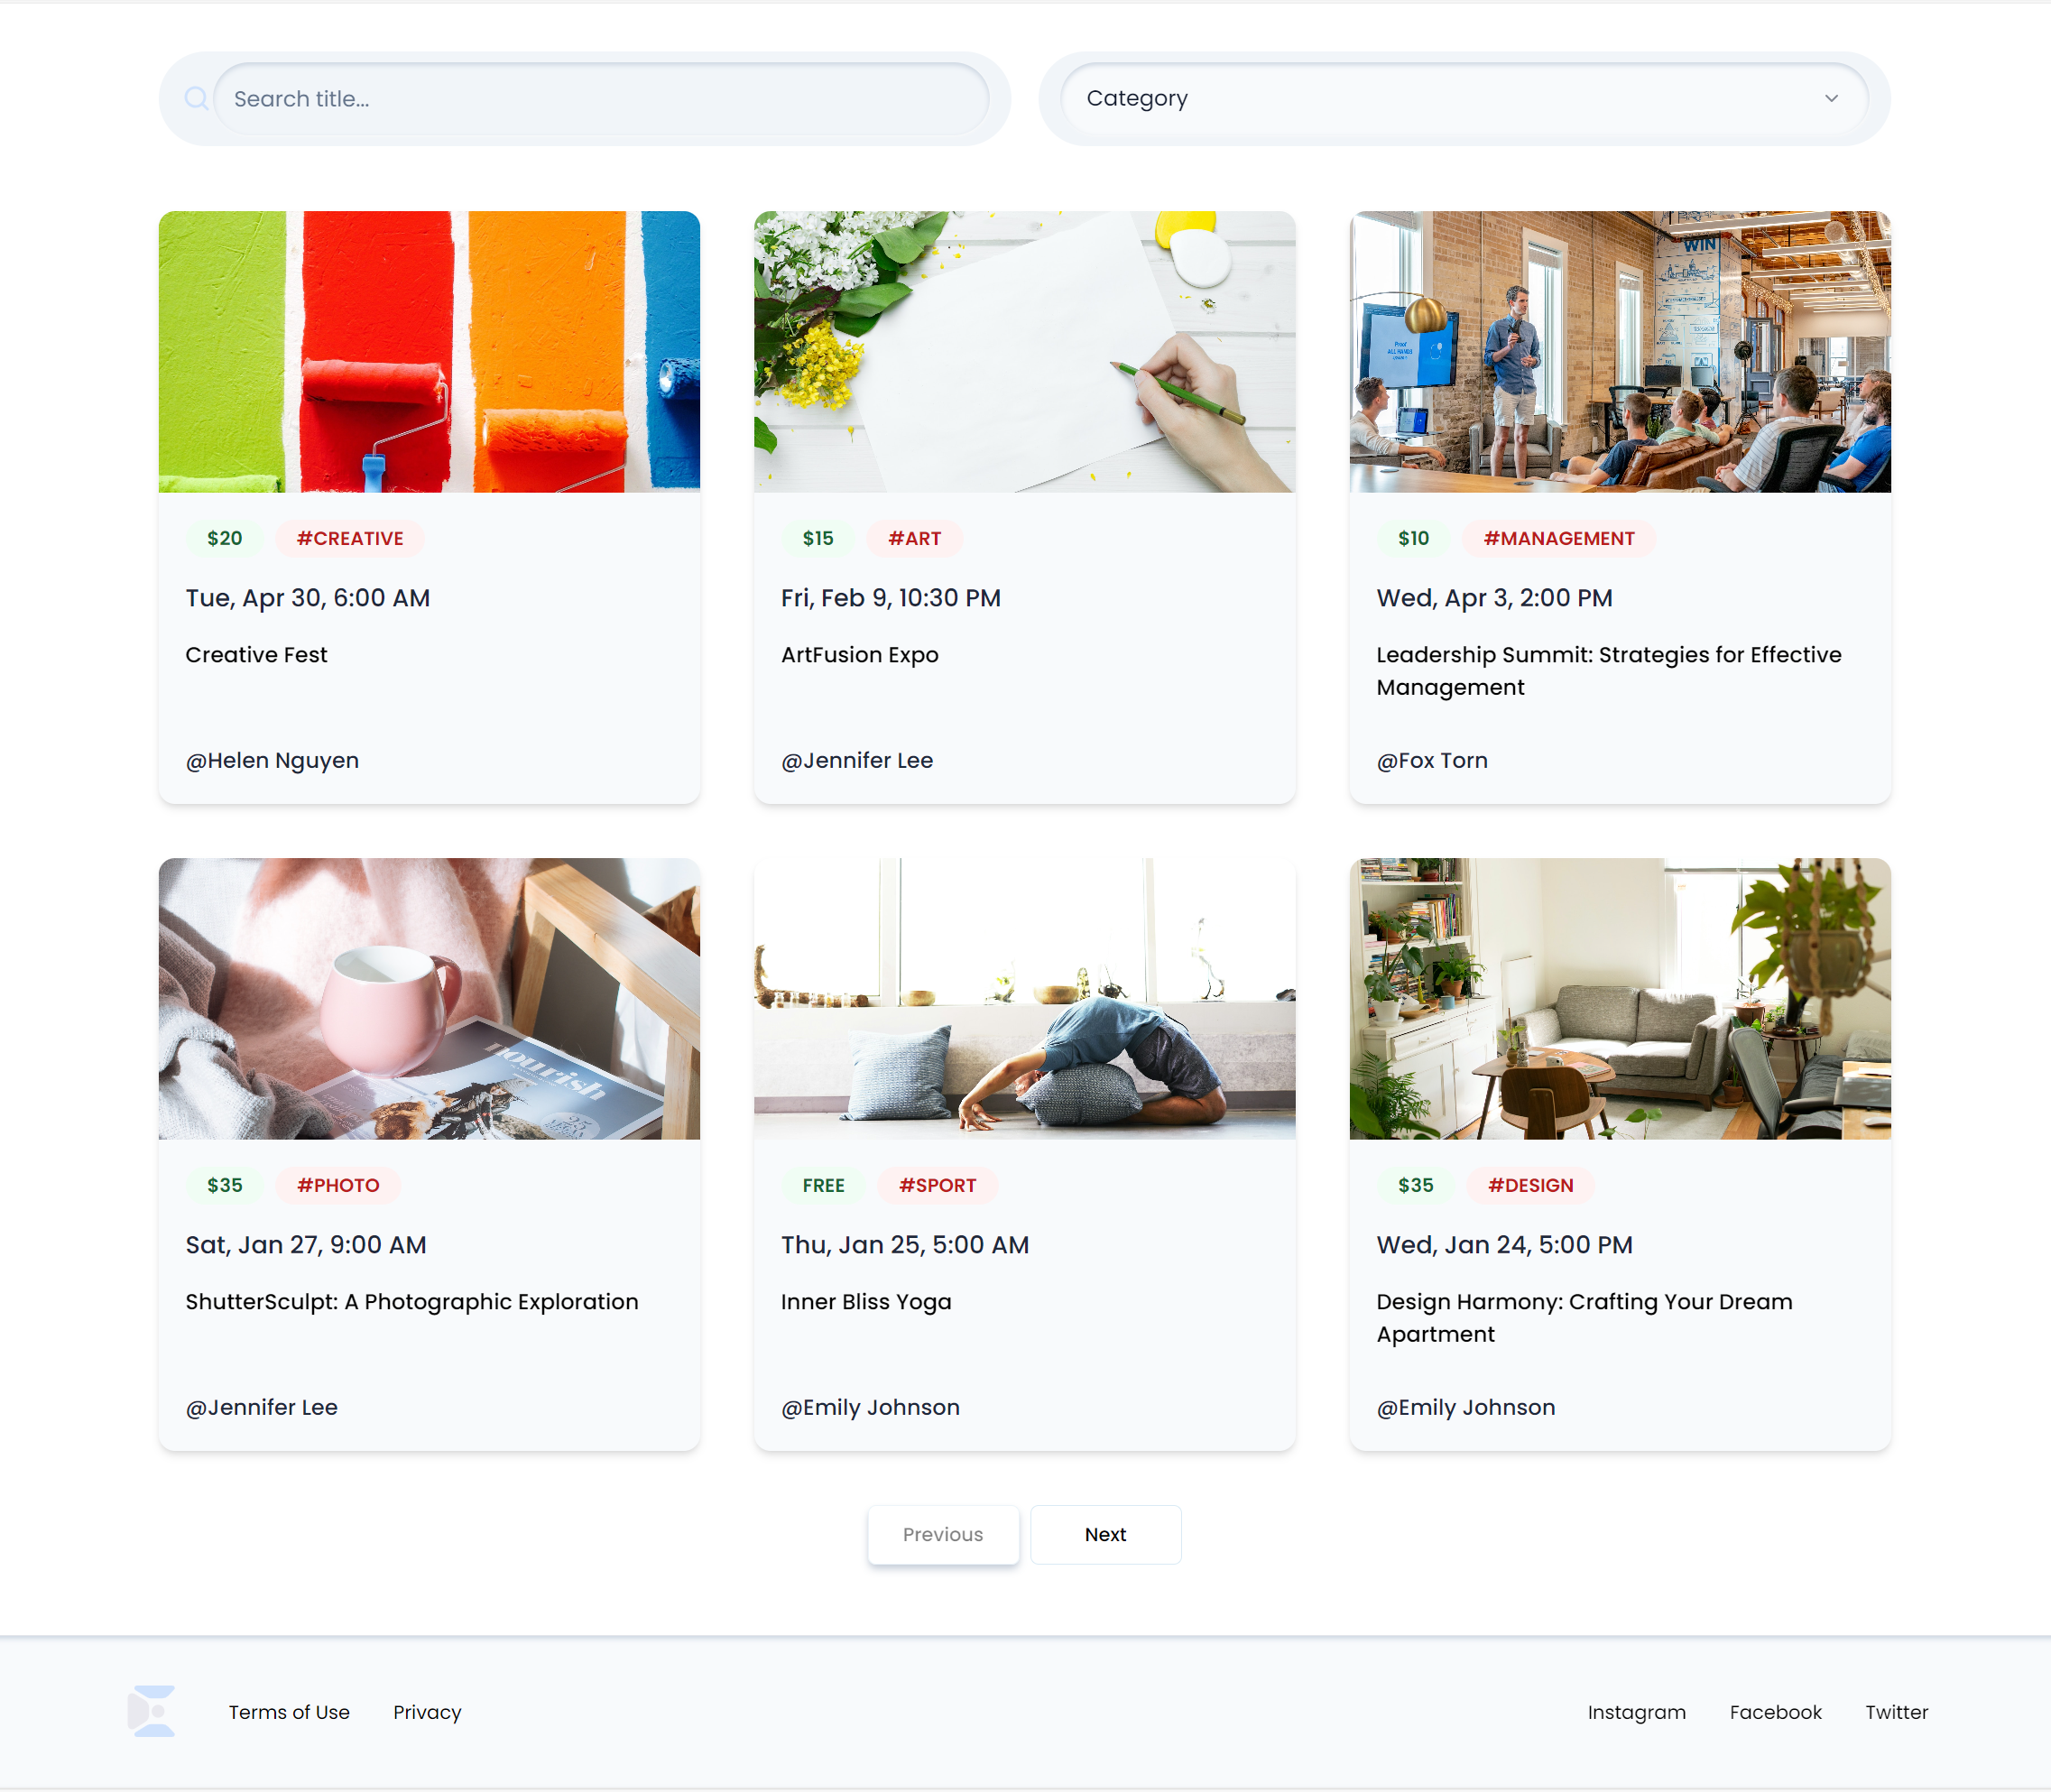 Search title...
Category
WIN
Proof
ALL HANDS
$20 #CREATIVE
Tue, Apr 30, 6:00 AM
Creative Fest
@Helen Nguyen
$15 #ART
Fri, Feb 9, 10:30 PM
ArtFusion Expo
@Jennifer Lee
$10 #MANAGEMENT
Wed, Apr 3, 2:00 PM
Leadership Summit: Strategies for Effective
Management
@Fox Torn
nourish
$35 #PHOTO
Sat, Jan 27, 9:00 AM
ShutterSculpt: A Photographic Exploration
@Jennifer Lee
FREE #SPORT
Thu, Jan 25, 5:00 AM
Inner Bliss Yoga
@Emily Johnson
$35 #DESIGN
Wed, Jan 24, 5:00 PM
Design Harmony: Crafting Your Dream
Apartment
@Emily Johnson
Previous
Next
Terms of Use
Privacy
Instagram
Facebook
Twitter